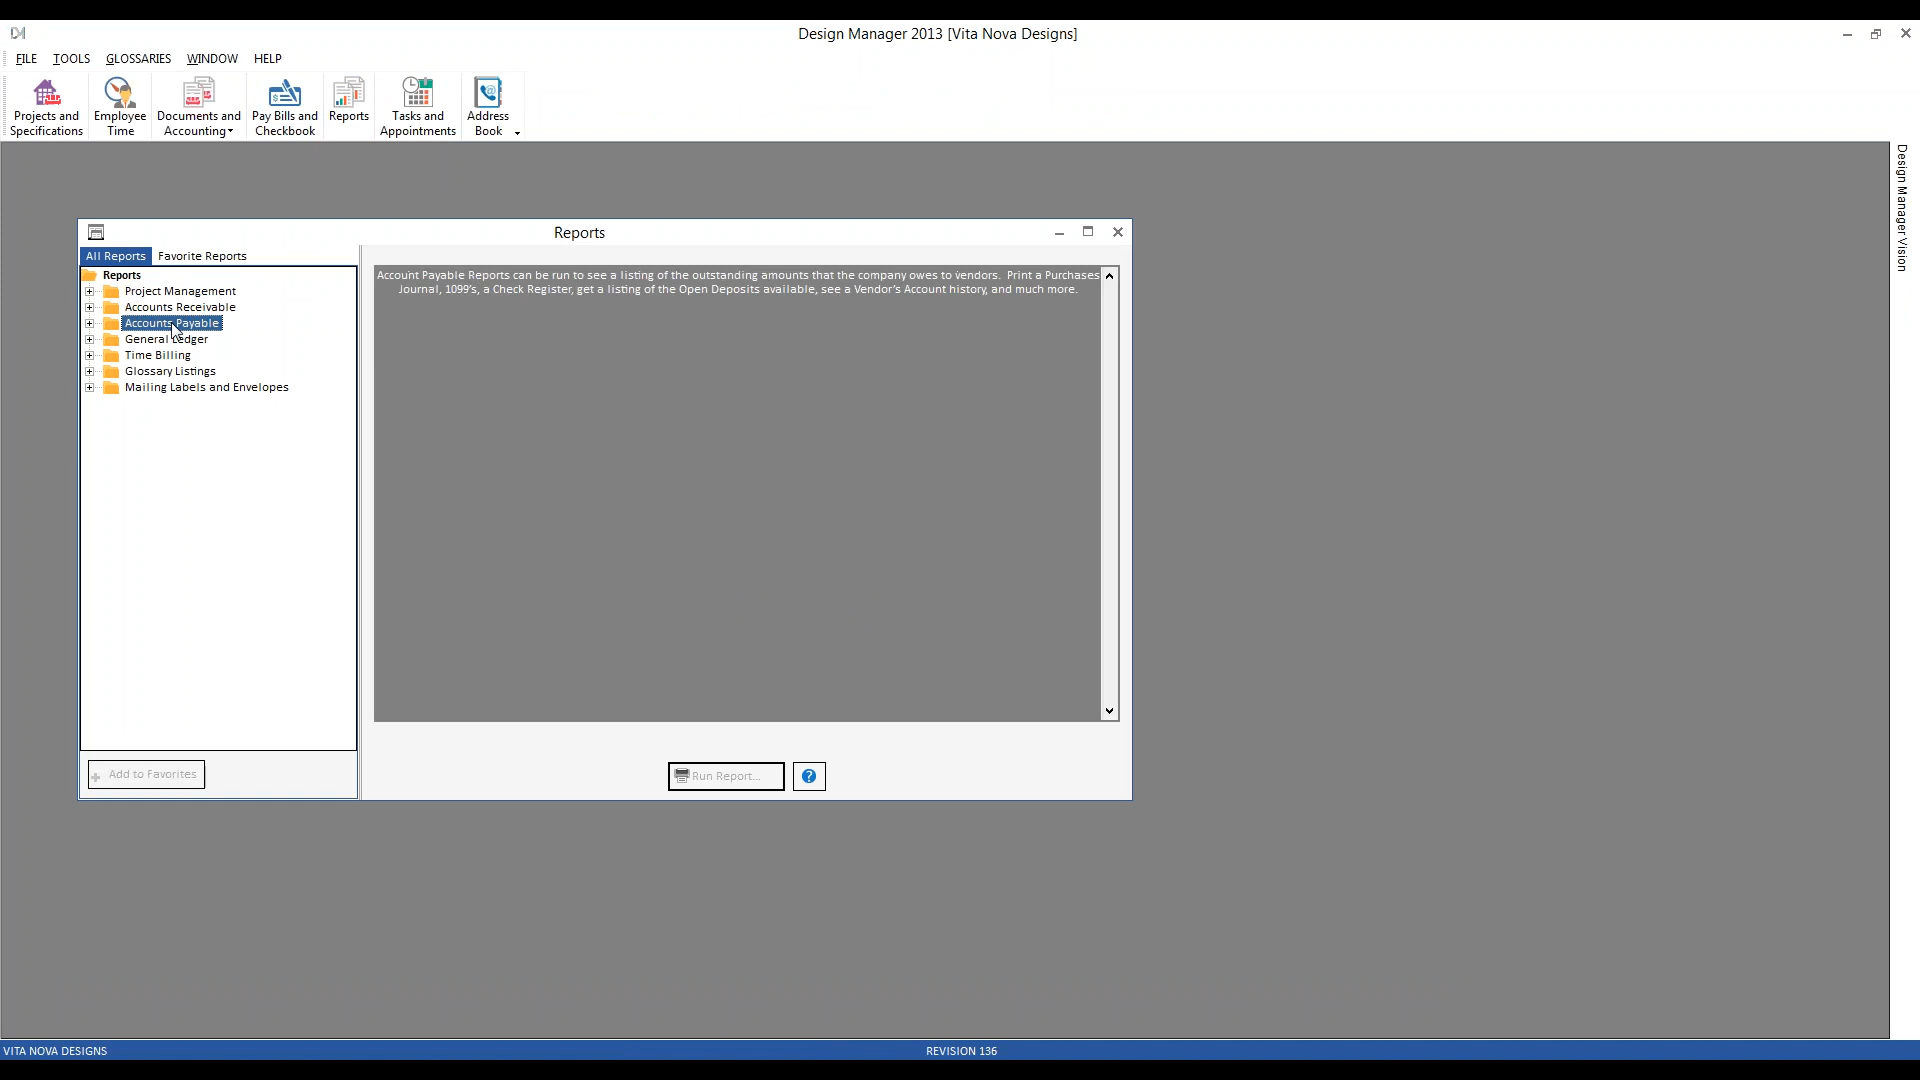 Design Manager 2013 [Vita Nova Designs]
FILE TOOLS GLOSSARIES WINDOW HELP
Projects and Specifications
Employee Time
Documents and Accounting
Pay Bills and Checkbook
Reports
Tasks and Appointments
Address Book
Design Manager Vision
Reports
All Reports Favorite Reports
Reports
Project Management
Accounts Receivable
Accounts Payable
General Ledger
Time Billing
Glossary Listings
Mailing Labels and Envelopes
Account Payable Reports can be run to see a listing of the outstanding amounts that the company owes to vendors. Print a Purchases
Journal, 1099's, a Check Register, get a listing of the Open Deposits available, see a Vendor's Account history, and much more.
Add to Favorites
Run Report...
?
VITA NOVA DESIGNS
REVISION 136